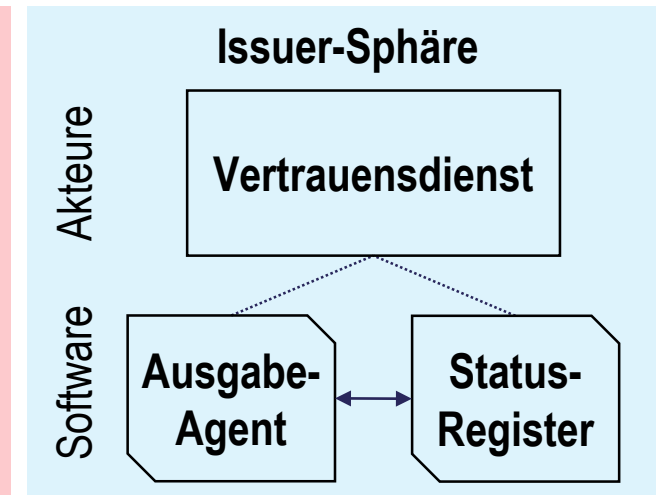 Issuer-Sphäre
Akteure
Vertrauensdienst
Software
Ausgabe-
Agent
Status-
Register